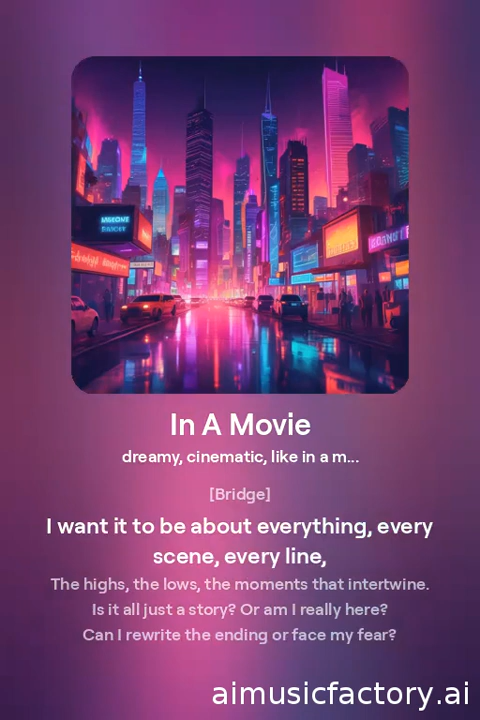 In A Movie
dreamy, cinematic, like in a m...
[Bridge]
I want it to be about everything, every
scene, every line,
The highs, the lows, the moments that intertwine.
Is it all just a story? Or am I really here?
Can I rewrite the ending or face my fear?
aimusicfactory.ai